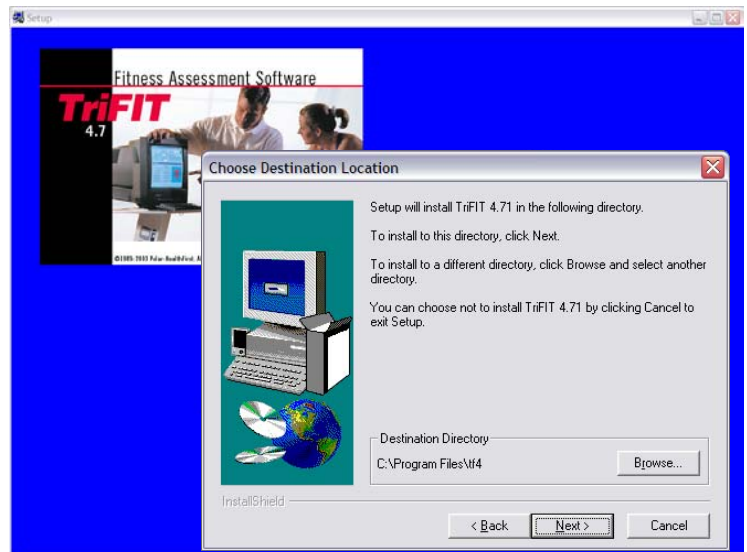 Setup
Fitness Assessment Software
TriFIT
4.7
Choose Destination Location
Setup will install TriFIT 4.71 in the following directory.
To install to this directory, click Next.
To install to a different directory, click Browse and select another
directory.
You can choose not to install TriFIT 4.71 by clicking Cancel to
exit Setup.
Destination Directory
C:\Program Files\tf4
Browse...
InstallShield
< Back
Next >
Cancel